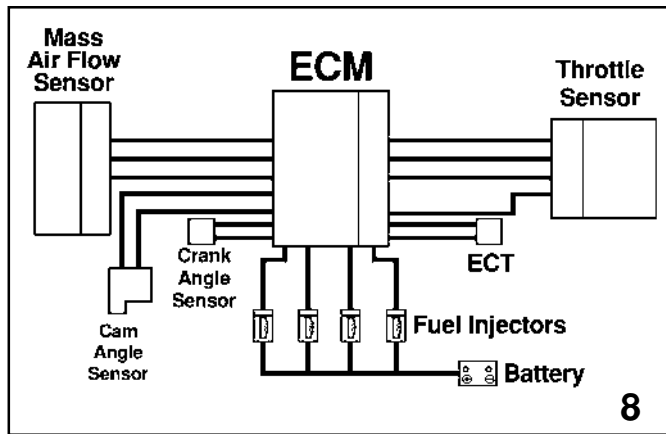 Mass
Air Flow
Sensor
ECM
Throttle
Sensor
Crank
Angle
Sensor
ECT
Cam
Angle
Sensor
Fuel Injectors
Battery
8